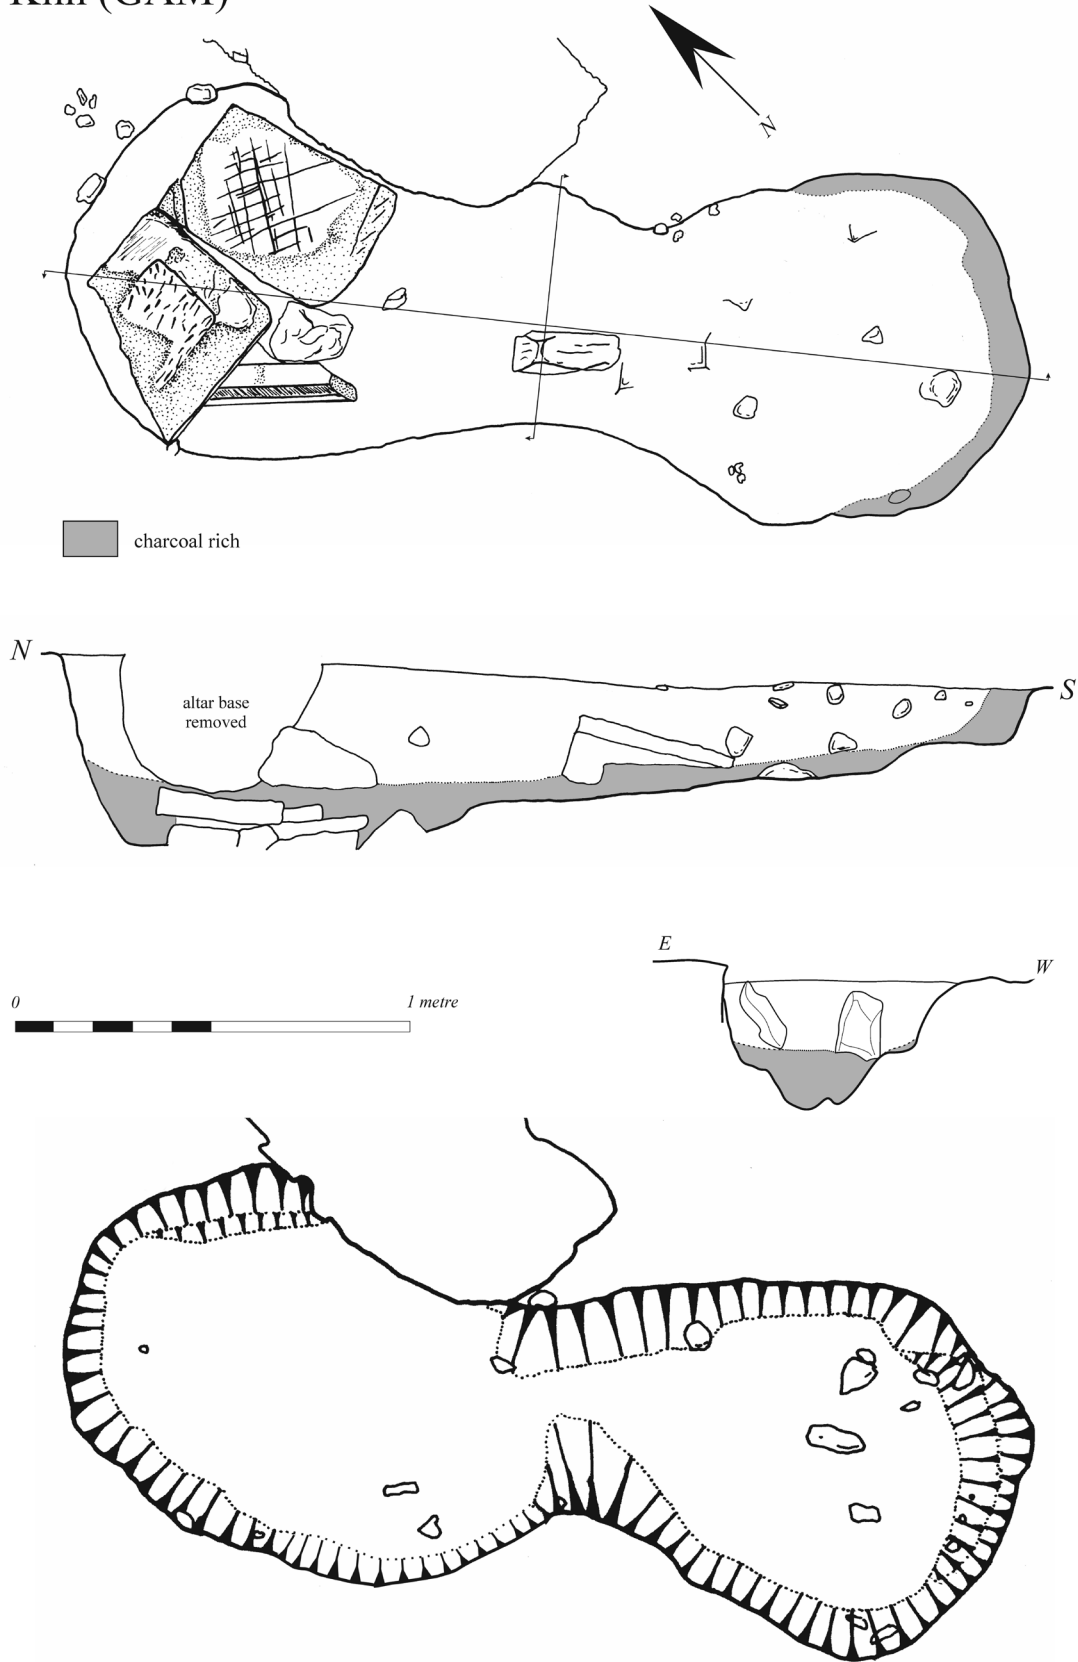 Kiln (GAM)
N
charcoal rich
N
altar base
removed
S
E
W
0
1 metre